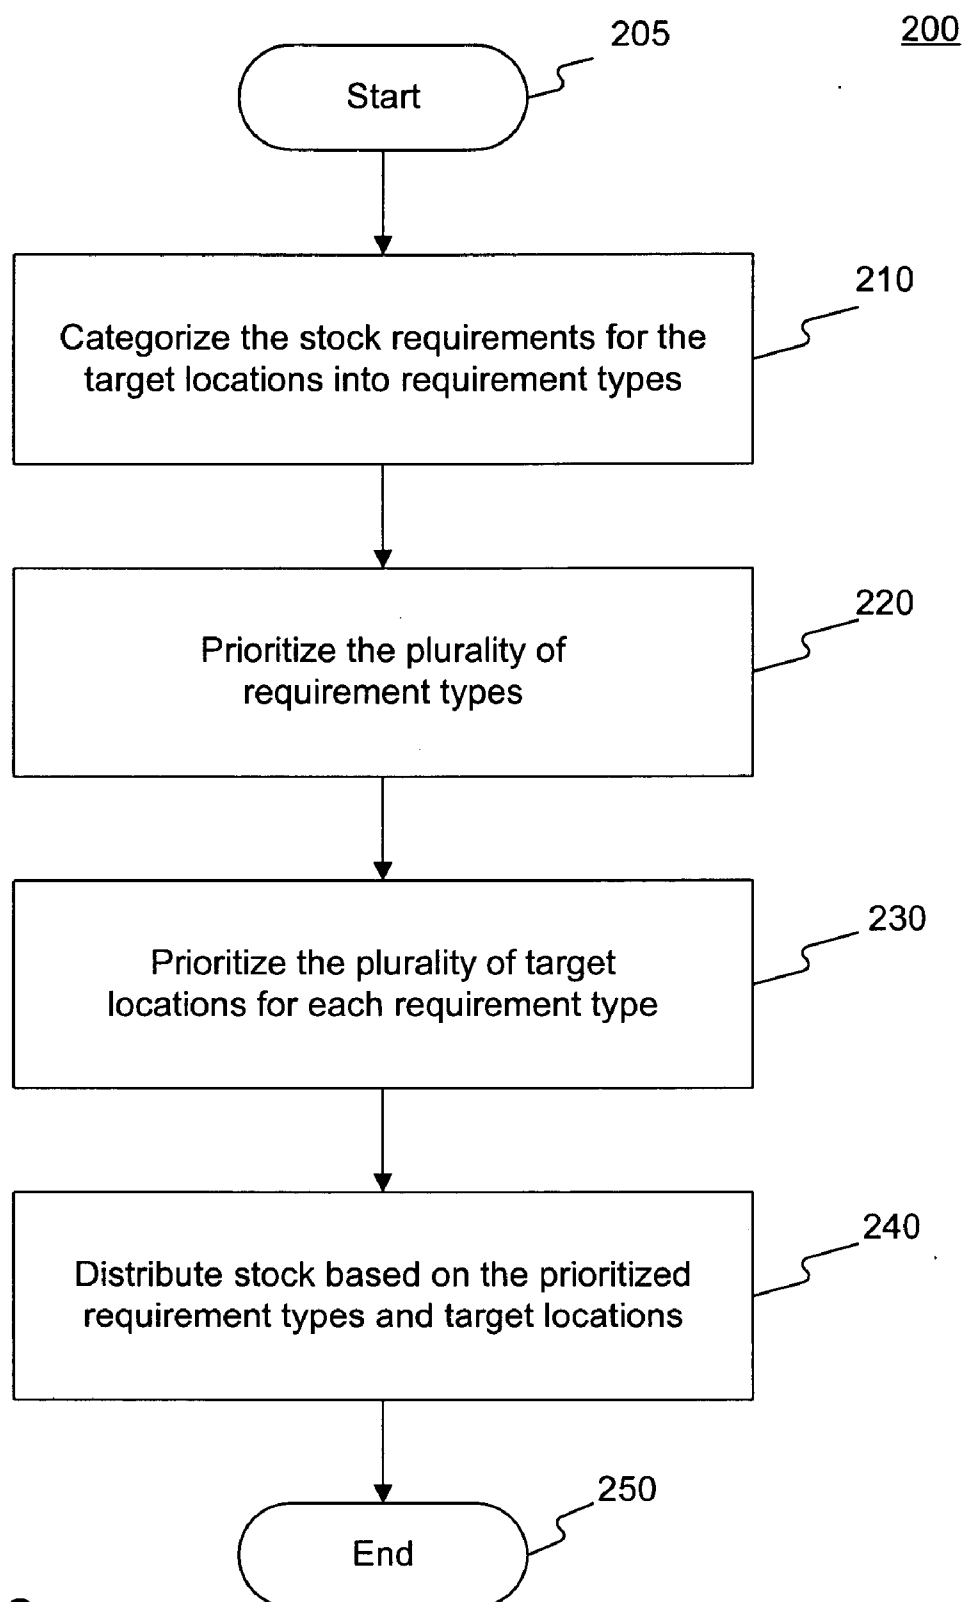 200
205
Start
210
Categorize the stock requirements for the
target locations into requirement types
220
Prioritize the plurality of
requirement types
230
Prioritize the plurality of target
locations for each requirement type
240
Distribute stock based on the prioritized
requirement types and target locations
250
End